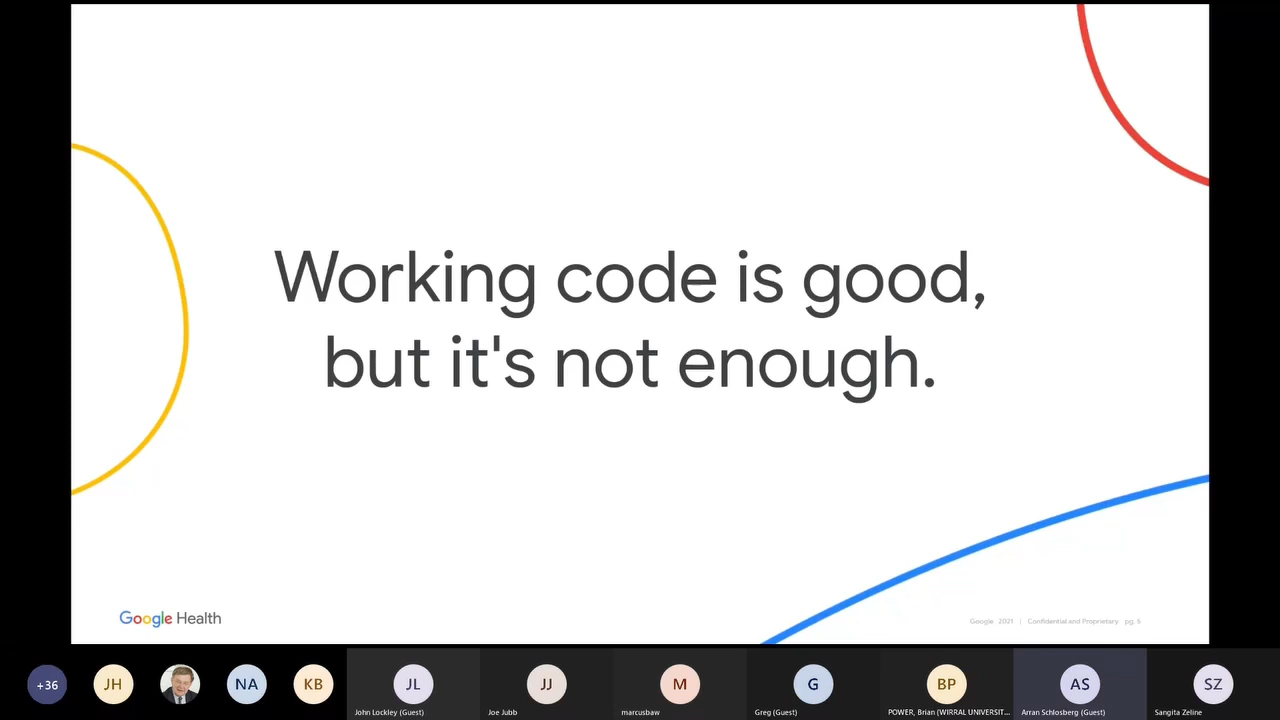 Working code is good,
but it's not enough.
Google Health
Google 2021 | Confidential and Proprietary pg. 6
+36
JH
NA
KB
JL
JJ
M
G
BP
AS
SZ
John Lockley (Guest)
Joe Jubb
marcusbaw
Greg (Guest)
POWER, Brian (WIRRAL UNIVERSIT...
Arran Schlosberg (Guest)
Sangita Zeline